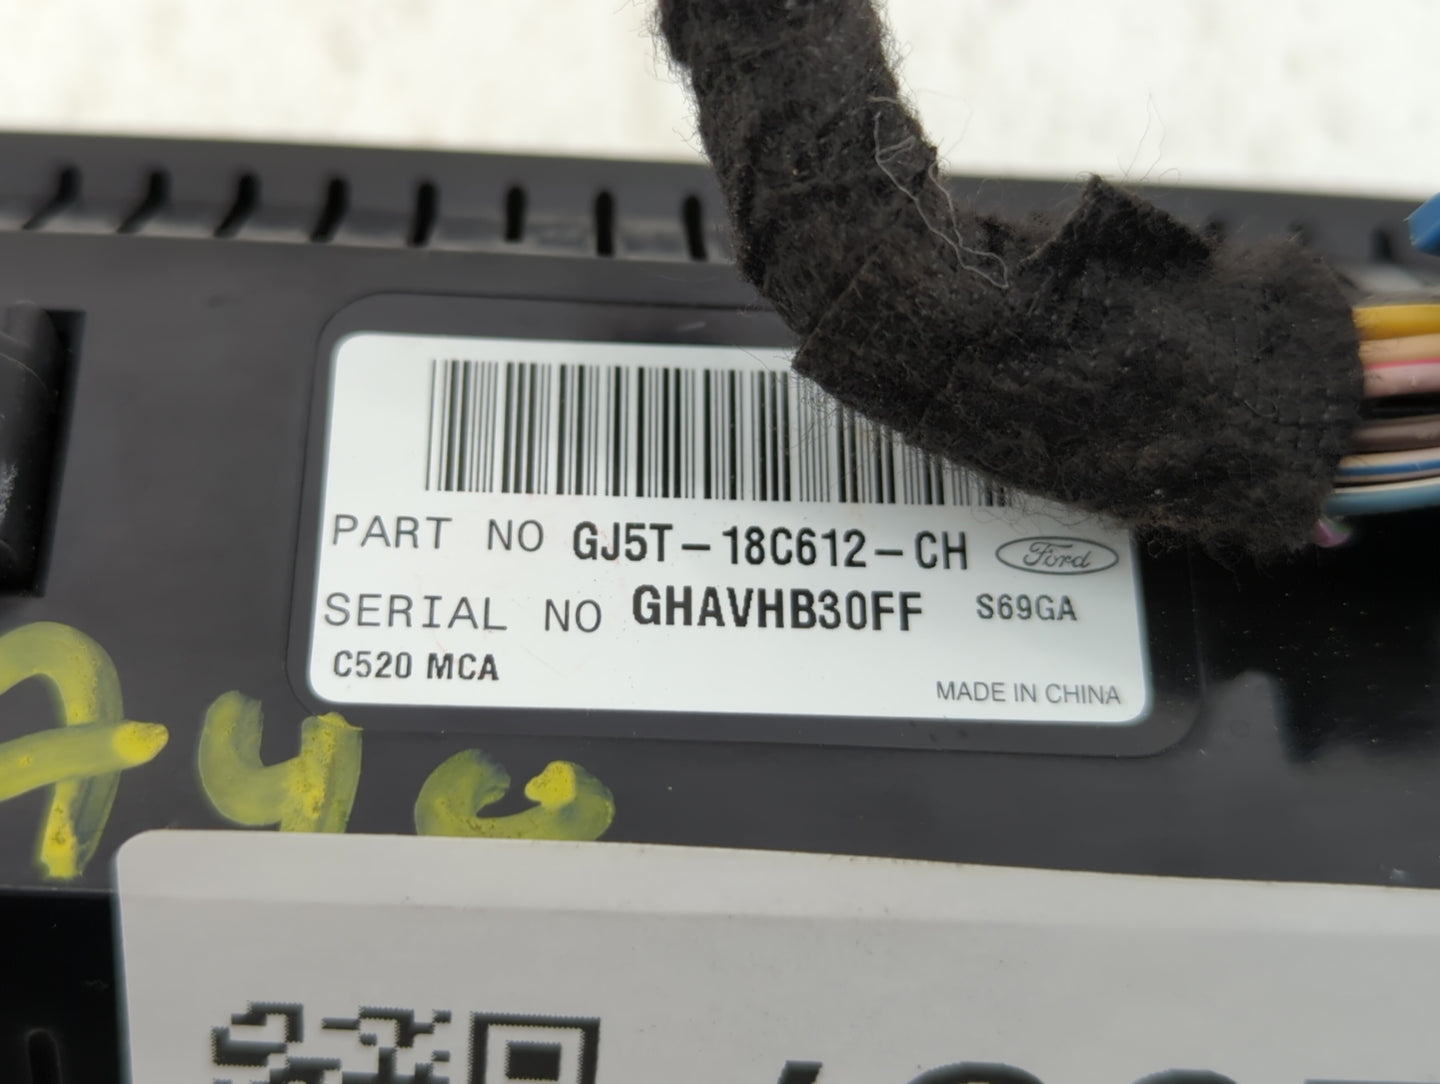 PART NO GJ5T-18C612-CH Ford
SERIAL NO GHAVHB30FF S69GA
C520 MCA
MADE IN CHINA